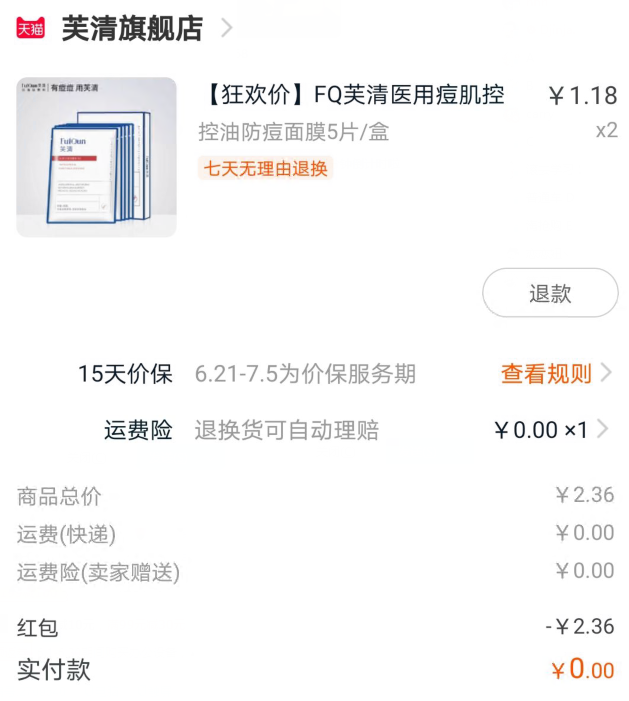 天猫 芙清旗舰店
有痘痘 用芙清
FuLQun
芙清
【狂欢价】FQ芙清医用痘肌控 ￥1.18
控油防痘面膜5片/盒 x2
七天无理由退换
退款
15天价保 6.21-7.5为价保服务期 查看规则
运费险 退换货可自动理赔 ￥0.00 ×1
商品总价 ￥2.36
运费(快递) ￥0.00
运费险(卖家赠送) ￥0.00
红包 -￥2.36
实付款 ￥0.00